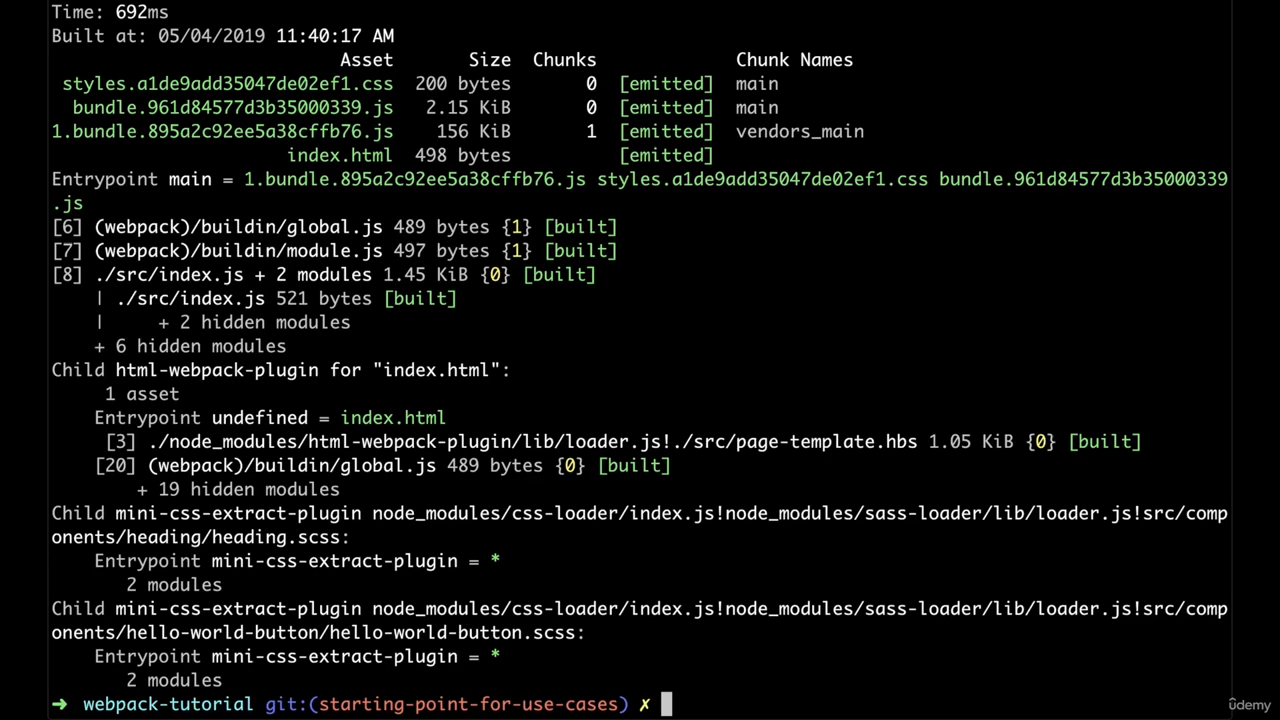 Time: 692ms
Built at: 05/04/2019 11:40:17 AM
Asset Size Chunks Chunk Names
styles.a1de9add35047de02ef1.css 200 bytes 0 [emitted] main
bundle.961d84577d3b35000339.js 2.15 KiB 0 [emitted] main
1.bundle.895a2c92ee5a38cffb76.js 156 KiB 1 [emitted] vendors_main
index.html 498 bytes [emitted]
Entrypoint main = 1.bundle.895a2c92ee5a38cffb76.js styles.a1de9add35047de02ef1.css bundle.961d84577d3b35000339
.js
[6] (webpack)/buildin/global.js 489 bytes {1} [built]
[7] (webpack)/buildin/module.js 497 bytes {1} [built]
[8] ./src/index.js + 2 modules 1.45 KiB {0} [built]
| ./src/index.js 521 bytes [built]
| + 2 hidden modules
+ 6 hidden modules
Child html-webpack-plugin for "index.html":
1 asset
Entrypoint undefined = index.html
[3] ./node_modules/html-webpack-plugin/lib/loader.js!./src/page-template.hbs 1.05 KiB {0} [built]
[20] (webpack)/buildin/global.js 489 bytes {0} [built]
+ 19 hidden modules
Child mini-css-extract-plugin node_modules/css-loader/index.js!node_modules/sass-loader/lib/loader.js!src/comp
onents/heading/heading.scss:
Entrypoint mini-css-extract-plugin = *
2 modules
Child mini-css-extract-plugin node_modules/css-loader/index.js!node_modules/sass-loader/lib/loader.js!src/comp
onents/hello-world-button/hello-world-button.scss:
Entrypoint mini-css-extract-plugin = *
2 modules
➜ webpack-tutorial git:(starting-point-for-use-cases) ✗
udemy